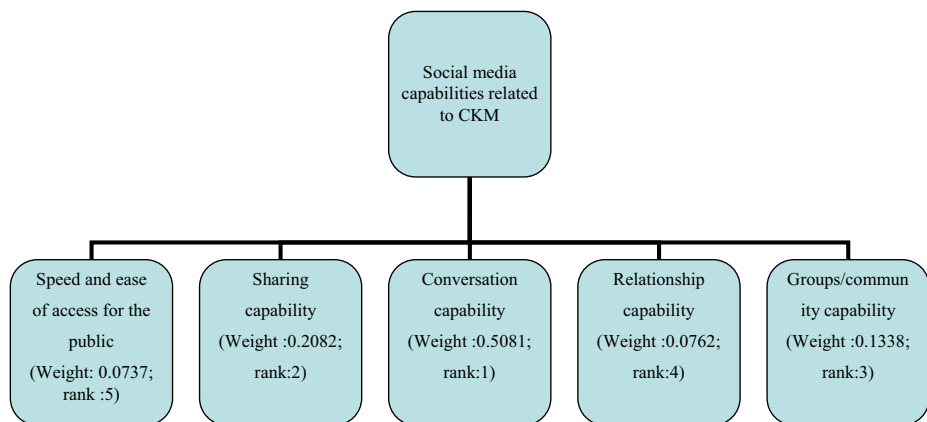 Social media
capabilities related
to CKM
Speed and ease
of access for the
public
(Weight: 0.0737;
rank :5)
Sharing
capability
(Weight :0.2082;
rank:2)
Conversation
capability
(Weight :0.5081;
rank:1)
Relationship
capability
(Weight :0.0762;
rank:4)
Groups/commun
ity capability
(Weight :0.1338;
rank:3)